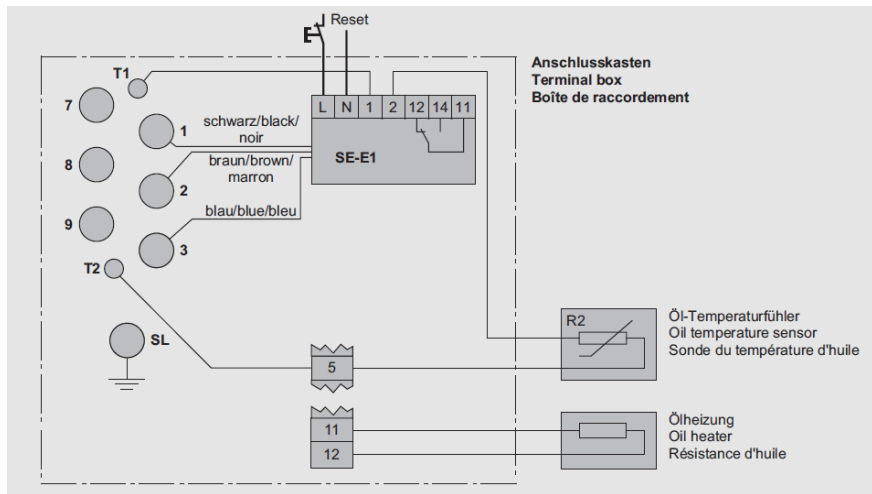 Reset
Anschlusskasten
Terminal box
Boîte de raccordement
T1
7
L N 1 2 12 14 11
1
schwarz/black/
noir
SE-E1
braun/brown/
marron
8
2
blau/blue/bleu
9
3
T2
SL
5
R2
Öl-Temperaturfühler
Oil temperature sensor
Sonde du température d'huile
11
12
Ölheizung
Oil heater
Résistance d'huile